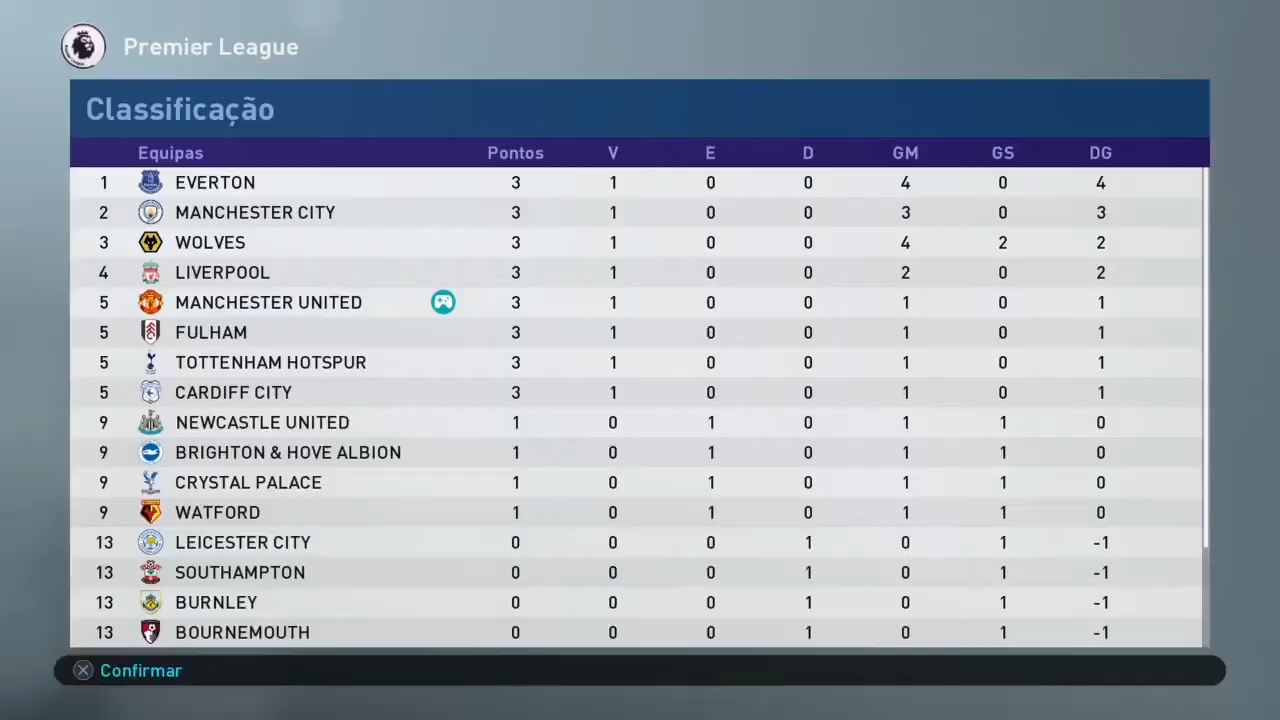 Premier League
Classificação
Equipas Pontos V E D GM GS DG
1 EVERTON 3 1 0 0 4 0 4
2 MANCHESTER CITY 3 1 0 0 3 0 3
3 WOLVES 3 1 0 0 4 2 2
4 LIVERPOOL 3 1 0 0 2 0 2
5 MANCHESTER UNITED 3 1 0 0 1 0 1
5 FULHAM 3 1 0 0 1 0 1
5 TOTTENHAM HOTSPUR 3 1 0 0 1 0 1
5 CARDIFF CITY 3 1 0 0 1 0 1
9 NEWCASTLE UNITED 1 0 1 0 1 1 0
9 BRIGHTON & HOVE ALBION 1 0 1 0 1 1 0
9 CRYSTAL PALACE 1 0 1 0 1 1 0
9 WATFORD 1 0 1 0 1 1 0
13 LEICESTER CITY 0 0 0 1 0 1 -1
13 SOUTHAMPTON 0 0 0 1 0 1 -1
13 BURNLEY 0 0 0 1 0 1 -1
13 BOURNEMOUTH 0 0 0 1 0 1 -1
Confirmar